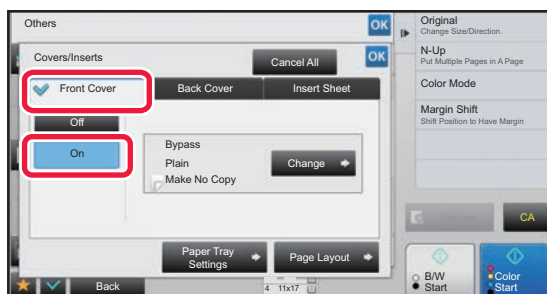 Others
OK
Covers/Inserts
Cancel All
OK
Front Cover
Back Cover
Insert Sheet
Off
On
Bypass
Plain
Make No Copy
Change
Paper Tray
Settings
Page Layout
Back
4 11x17
Original
Change Size/Direction.
N-Up
Put Multiple Pages in A Page
Color Mode
Margin Shift
Shift Position to Have Margin
CA
B/W
Start
Color
Start